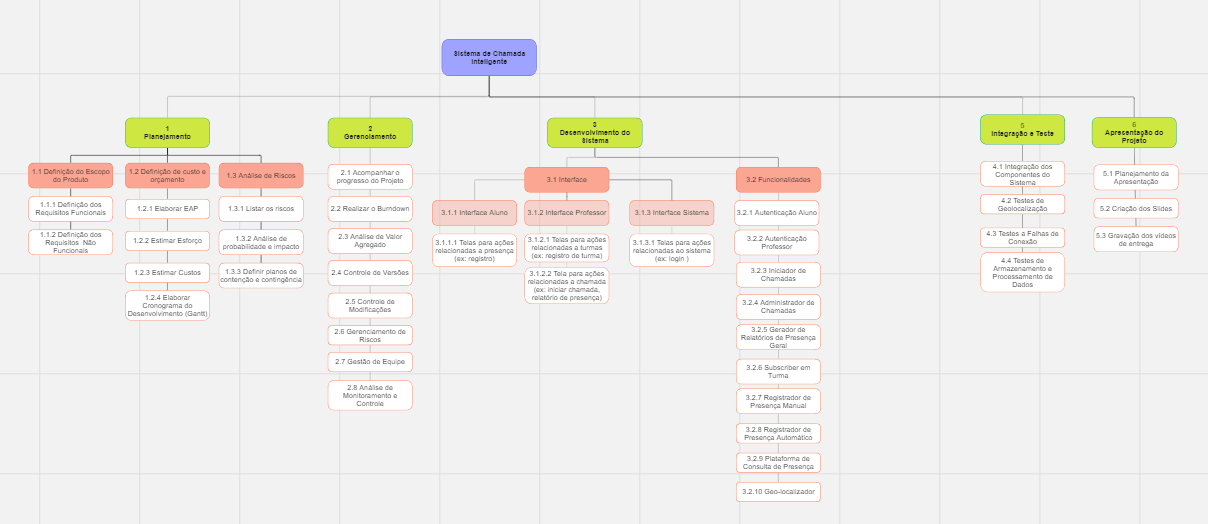 Sistema de Chamada
Inteligente
1
Planejamento
1.1 Definição do Escopo
do Produto
1.1.1 Definição dos
Requisitos Funcionais
1.1.2 Definição dos
Requisitos Não
Funcionais
1.2 Definição de custo e
orçamento
1.2.1 Elaborar EAP
1.2.2 Estimar Esforço
1.2.3 Estimar Custos
1.2.4 Elaborar
Cronograma do
Desenvolvimento (Gantt)
1.3 Análise de Riscos
1.3.1 Listar os riscos
1.3.2 Análise de
probabilidade e impacto
1.3.3 Definir planos de
contenção e contingência
2
Gerenciamento
2.1 Acompanhar o
progresso do Projeto
2.2 Realizar o Burndown
2.3 Análise de Valor
Agregado
2.4 Controle de Versões
2.5 Controle de
Modificações
2.6 Gerenciamento de
Riscos
2.7 Gestão de Equipe
2.8 Análise de
Monitoramento e
Controle
3
Desenvolvimento do
Sistema
3.1 Interface
3.1.1 Interface Aluno
3.1.1.1 Telas para ações
relacionadas a presença
(ex: registro)
3.1.2 Interface Professor
3.1.2.1 Telas para ações
relacionadas a turmas
(ex: registro de turma)
3.1.2.2 Tela para ações
relacionadas a chamada
(ex: iniciar chamada,
relatório de presença)
3.1.3 Interface Sistema
3.1.3.1 Telas para ações
relacionadas ao sistema
(ex: login )
3.2 Funcionalidades
3.2.1 Autenticação Aluno
3.2.2 Autenticação
Professor
3.2.3 Iniciador de
Chamadas
3.2.4 Administrador de
Chamadas
3.2.5 Gerador de
Relatórios de Presença
Geral
3.2.6 Subscriber em
Turma
3.2.7 Registrador de
Presença Manual
3.2.8 Registrador de
Presença Automático
3.2.9 Plataforma de
Consulta de Presença
3.2.10 Geo-localizador
5
Integração e Teste
4.1 Integração dos
Componentes do
Sistema
4.2 Testes de
Geolocalização
4.3 Testes a Falhas de
Conexão
4.4 Testes de
Armazenamento e
Processamento de
Dados
6
Apresentação do
Projeto
5.1 Planejamento da
Apresentação
5.2 Criação dos Slides
5.3 Gravação dos vídeos
de entrega